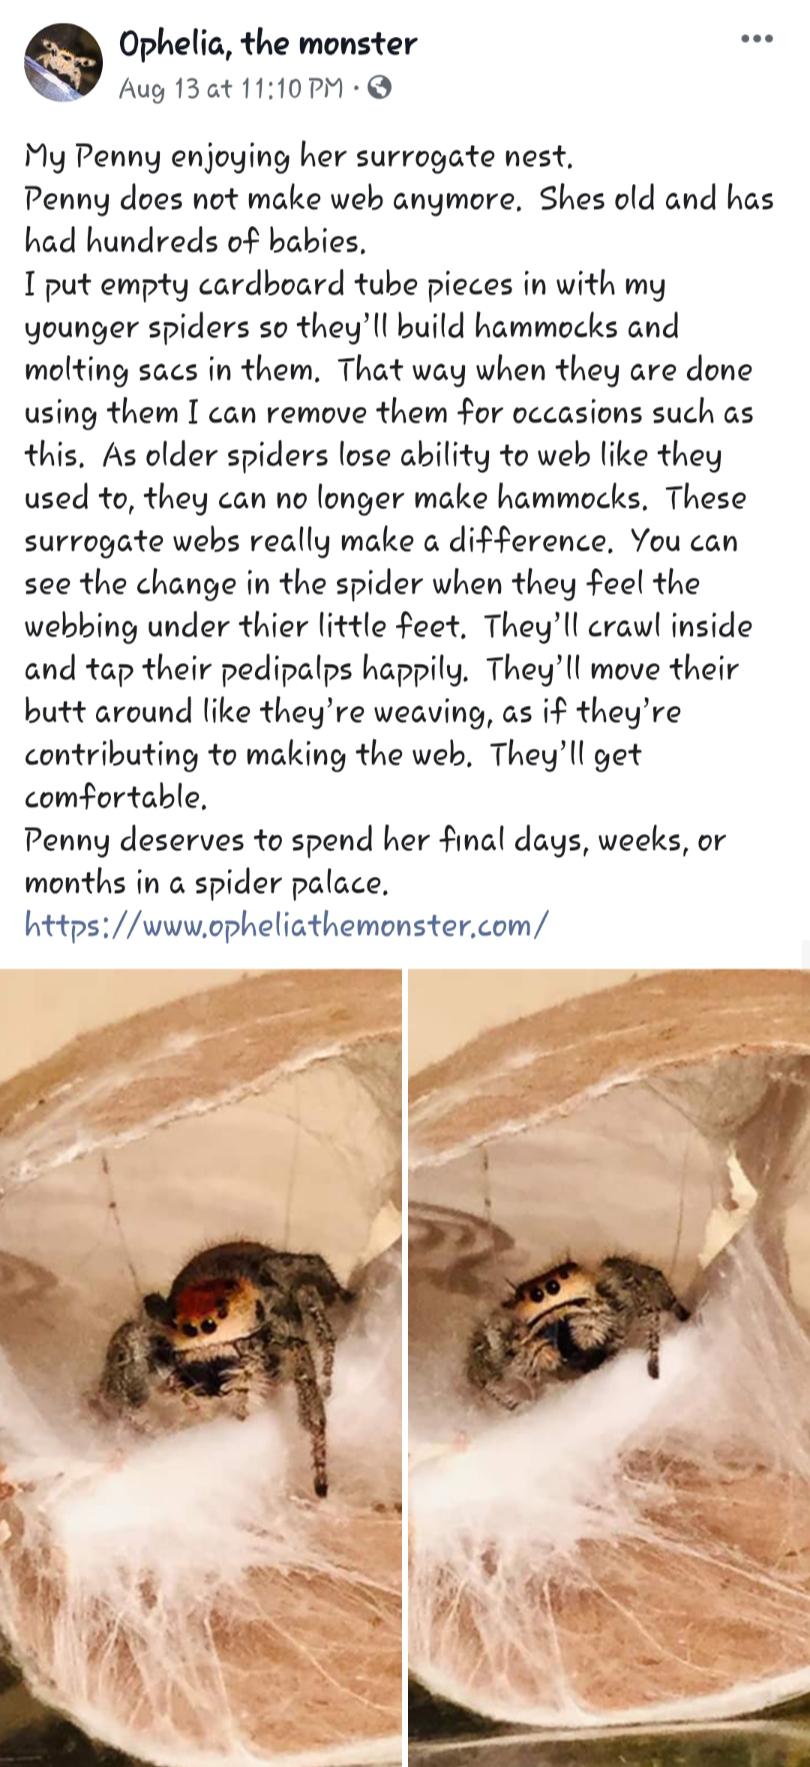 Ophelia, the monster
Aug 13 at 11:10 PM ·
My Penny enjoying her surrogate nest.
Penny does not make web anymore.  Shes old and has
had hundreds of babies.
I put empty cardboard tube pieces in with my
younger spiders so they'll build hammocks and
molting sacs in them.  That way when they are done
using them I can remove them for occasions such as
this.  As older spiders lose ability to web like they
used to, they can no longer make hammocks.  These
surrogate webs really make a difference.  You can
see the change in the spider when they feel the
webbing under thier little feet.  They'll crawl inside
and tap their pedipalps happily.  They'll move their
butt around like they're weaving, as if they're
contributing to making the web.  They'll get
comfortable.
Penny deserves to spend her final days, weeks, or
months in a spider palace.
https://www.opheliathemonster.com/